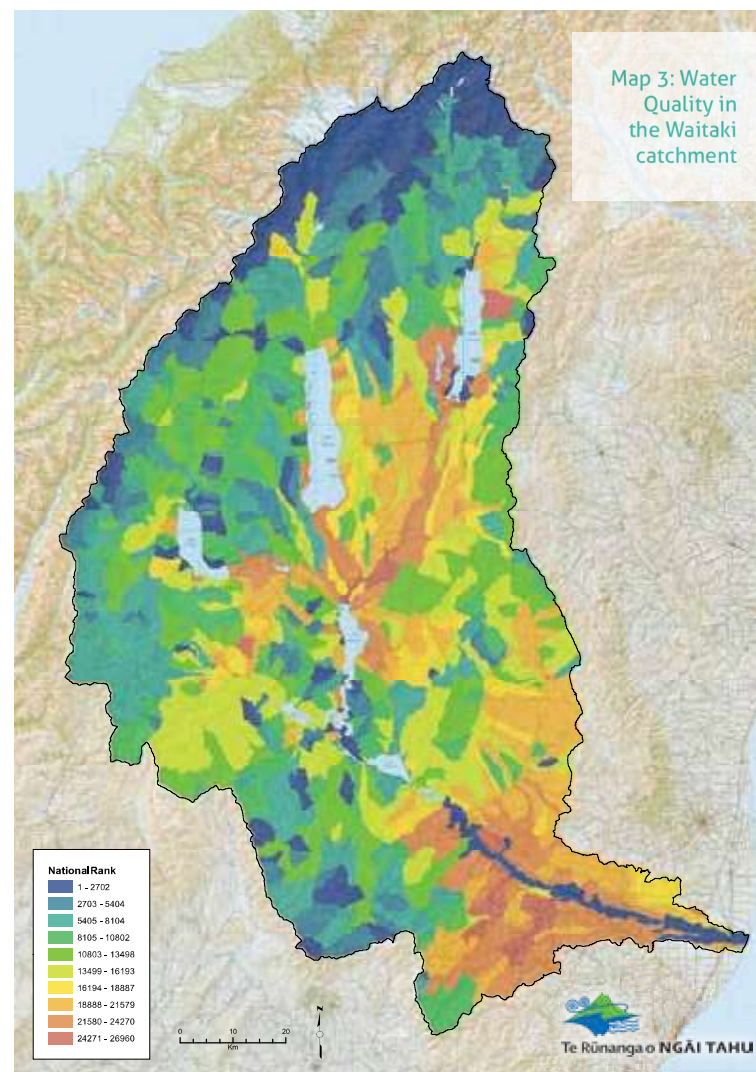 Map 3: Water
Quality in
the Waitaki
catchment
National Rank
1 - 2702
2703 - 5404
5405 - 8104
8105 - 10802
10803 - 13498
13499 - 16193
16194 - 18887
18888 - 21579
21580 - 24270
24271 - 26960
0 10 20
Km
N
Te Rūnanga o NGĀI TAHU